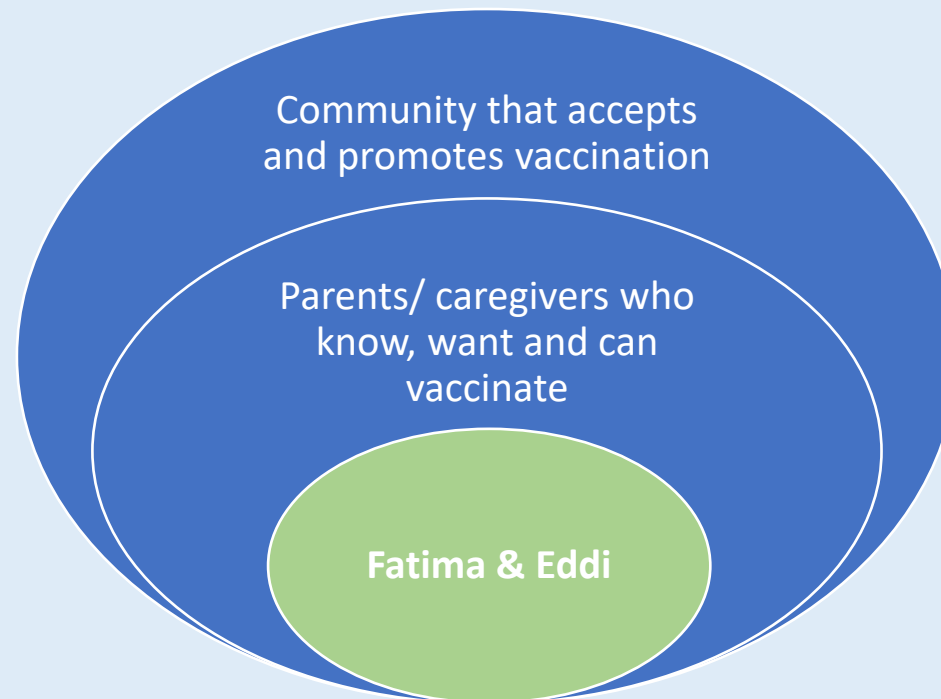 Community that accepts
and promotes vaccination
Parents/ caregivers who
know, want and can
vaccinate
Fatima & Eddi